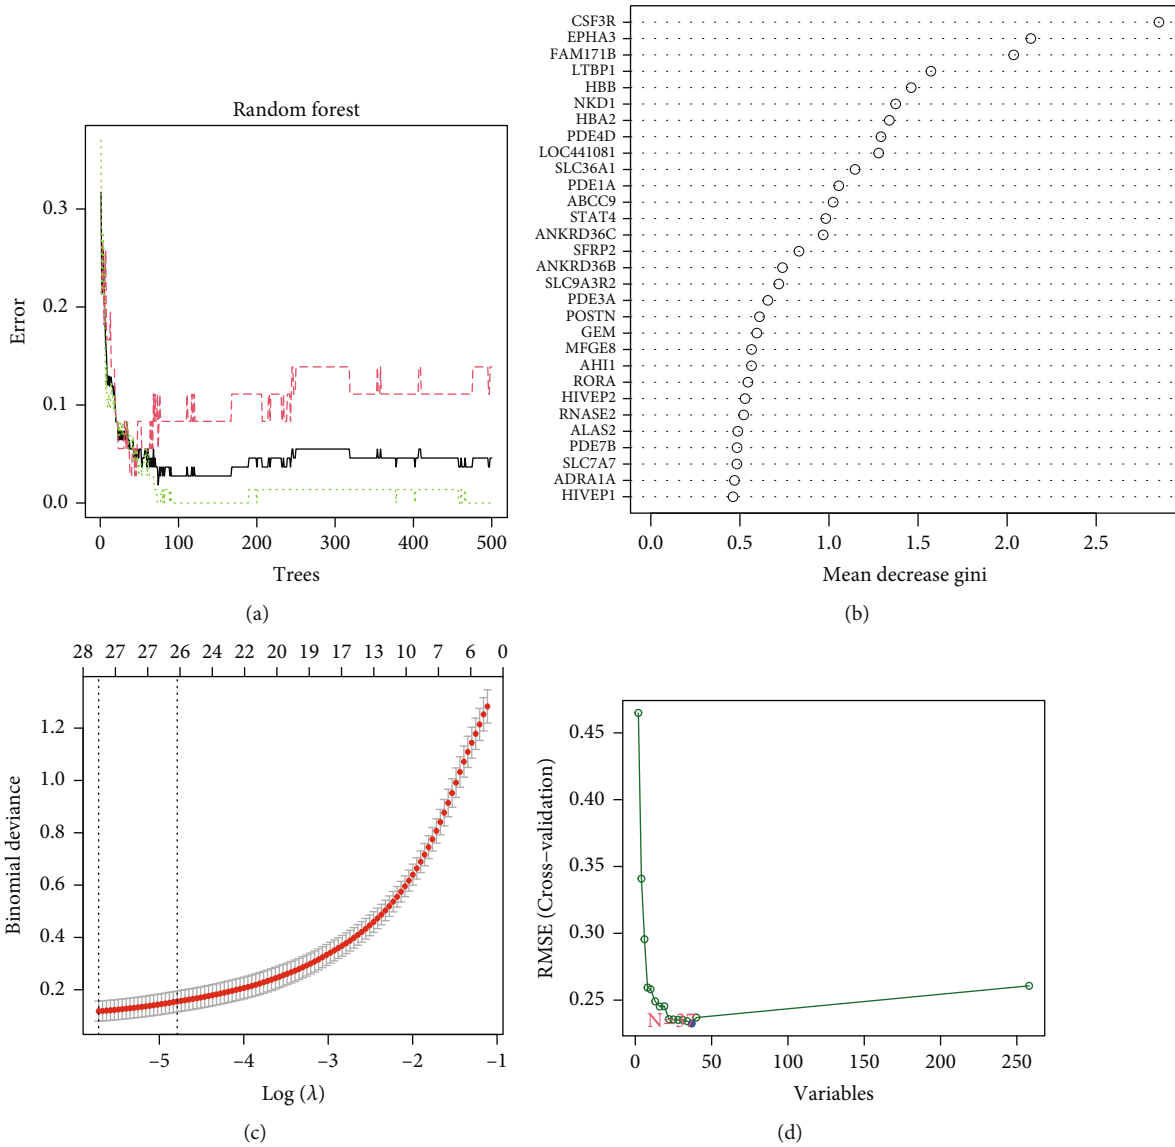 Random forest
Error
0.3
0.2
0.1
0.0
0 100 200 300 400 500
Trees
(a)
CSF3R
EPHA3
FAM171B
LTBP1
HBB
NKD1
HBA2
PDE4D
LOC441081
SLC36A1
PDE1A
ABCC9
STAT4
ANKRD36C
SFRP2
ANKRD36B
SLC9A3R2
PDE3A
POSTN
GEM
MFGE8
AHI1
RORA
HIVEP2
RNASE2
ALAS2
PDE7B
SLC7A7
ADRA1A
HIVEP1
0.0 0.5 1.0 1.5 2.0 2.5
Mean decrease gini
(b)
28 27 27 26 24 22 20 19 17 13 10 7 6 0
Binomial deviance
1.2
1.0
0.8
0.6
0.4
0.2
−5 −4 −3 −2 −1
Log (λ)
(c)
RMSE (Cross−validation)
0.45
0.40
0.35
0.30
0.25
N=37
0 50 100 150 200 250
Variables
(d)